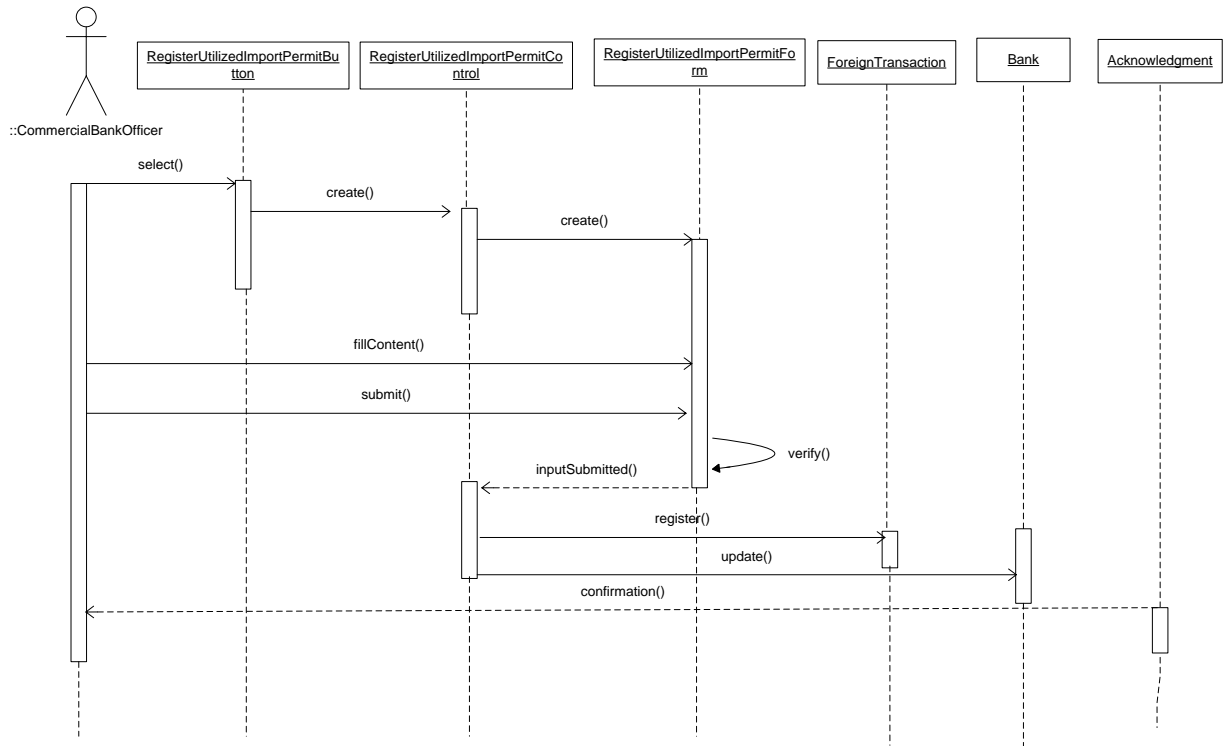 RegisterUtilizedImportPermitBu
tton
RegisterUtilizedImportPermitCo
ntrol
RegisterUtilizedImportPermitFo
rm
ForeignTransaction
Bank
Acknowledgment
::CommercialBankOfficer
select()
create()
create()
fillContent()
submit()
verify()
inputSubmitted()
register()
update()
confirmation()